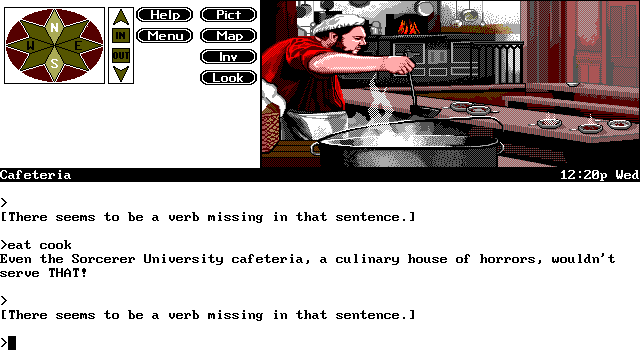 N
W E
S
IN
OUT
Help
Menu
Pict
Map
Inv
Look
Cafeteria 12:20p Wed
>
[There seems to be a verb missing in that sentence.]
>eat cook
Even the Sorcerer University cafeteria, a culinary house of horrors, wouldn't
serve THAT!
>
[There seems to be a verb missing in that sentence.]
>